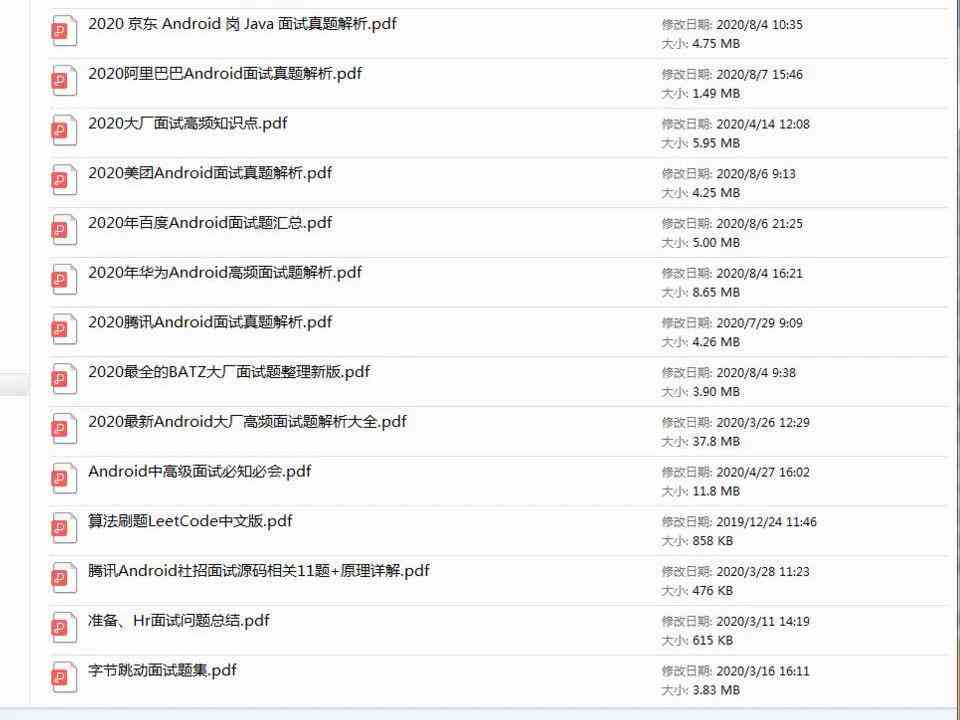 2020 京东 Android 岗 Java 面试真题解析.pdf
修改日期: 2020/8/4 10:35
大小: 4.75 MB
2020阿里巴巴Android面试真题解析.pdf
修改日期: 2020/8/7 15:46
大小: 1.49 MB
2020大厂面试高频知识点.pdf
修改日期: 2020/4/14 12:08
大小: 5.95 MB
2020美团Android面试真题解析.pdf
修改日期: 2020/8/6 9:13
大小: 4.25 MB
2020年百度Android面试题汇总.pdf
修改日期: 2020/8/6 21:25
大小: 5.00 MB
2020年华为Android高频面试题解析.pdf
修改日期: 2020/8/4 16:21
大小: 8.65 MB
2020腾讯Android面试真题解析.pdf
修改日期: 2020/7/29 9:09
大小: 4.26 MB
2020最全的BATZ大厂面试题整理新版.pdf
修改日期: 2020/8/4 9:38
大小: 3.90 MB
2020最新Android大厂高频面试题解析大全.pdf
修改日期: 2020/3/26 12:29
大小: 37.8 MB
Android中高级面试必知必会.pdf
修改日期: 2020/4/27 16:02
大小: 11.8 MB
算法刷题LeetCode中文版.pdf
修改日期: 2019/12/24 11:46
大小: 858 KB
腾讯Android社招面试源码相关11题+原理详解.pdf
修改日期: 2020/3/28 11:23
大小: 476 KB
准备、Hr面试问题总结.pdf
修改日期: 2020/3/11 14:19
大小: 615 KB
字节跳动面试题集.pdf
修改日期: 2020/3/16 16:11
大小: 3.83 MB